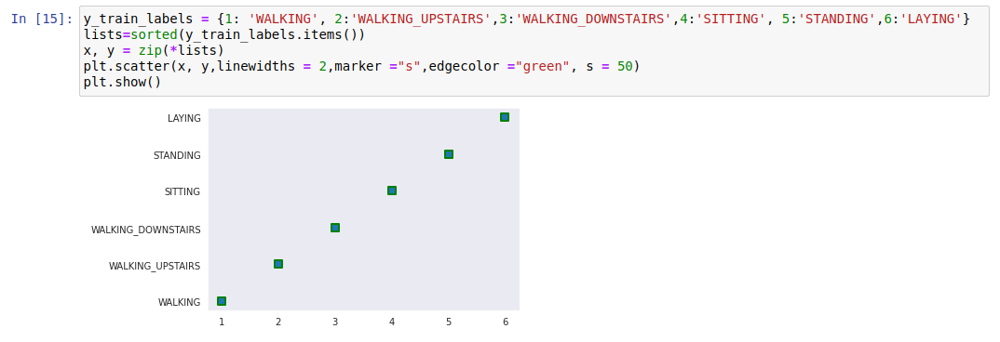 In [15]: y_train_labels = {1: 'WALKING', 2:'WALKING_UPSTAIRS',3:'WALKING_DOWNSTAIRS',4:'SITTING', 5:'STANDING',6:'LAYING'}
lists=sorted(y_train_labels.items())
x, y = zip(*lists)
plt.scatter(x, y,linewidths = 2,marker ="s",edgecolor ="green", s = 50)
plt.show()
LAYING
STANDING
SITTING
WALKING_DOWNSTAIRS
WALKING_UPSTAIRS
WALKING
1 2 3 4 5 6